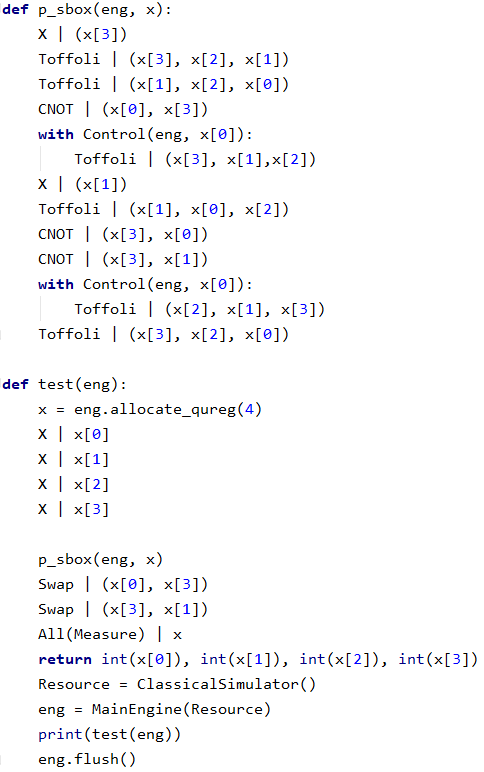 def p_sbox(eng, x):
    X | (x[3])
    Toffoli | (x[3], x[2], x[1])
    Toffoli | (x[1], x[2], x[0])
    CNOT | (x[0], x[3])
    with Control(eng, x[0]):
        Toffoli | (x[3], x[1],x[2])
    X | (x[1])
    Toffoli | (x[1], x[0], x[2])
    CNOT | (x[3], x[0])
    CNOT | (x[3], x[1])
    with Control(eng, x[0]):
        Toffoli | (x[2], x[1], x[3])
    Toffoli | (x[3], x[2], x[0])
def test(eng):
    x = eng.allocate_qureg(4)
    X | x[0]
    X | x[1]
    X | x[2]
    X | x[3]
    p_sbox(eng, x)
    Swap | (x[0], x[3])
    Swap | (x[3], x[1])
    All(Measure) | x
    return int(x[0]), int(x[1]), int(x[2]), int(x[3])
    Resource = ClassicalSimulator()
    eng = MainEngine(Resource)
    print(test(eng))
    eng.flush()